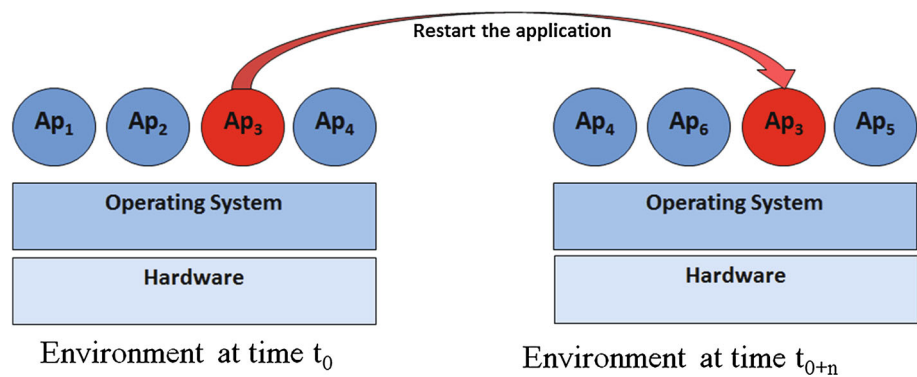 Restart the application
Ap₁ Ap₂ Ap₃ Ap₄ Ap₄ Ap₆ Ap₃ Ap₅
Operating System Operating System
Hardware Hardware
Environment at time t₀ Environment at time t₀₊ₙ